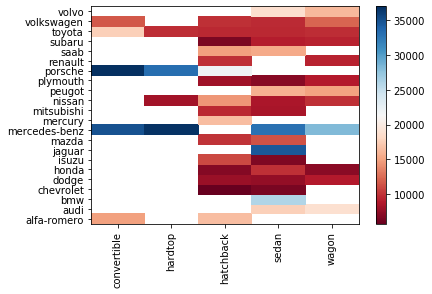 volvo
volkswagen
toyota
subaru
saab
renault
porsche
plymouth
peugot
nissan
mitsubishi
mercury
mercedes-benz
mazda
jaguar
isuzu
honda
dodge
chevrolet
bmw
audi
alfa-romero
convertible
hardtop
hatchback
sedan
wagon
35000
30000
25000
20000
15000
10000